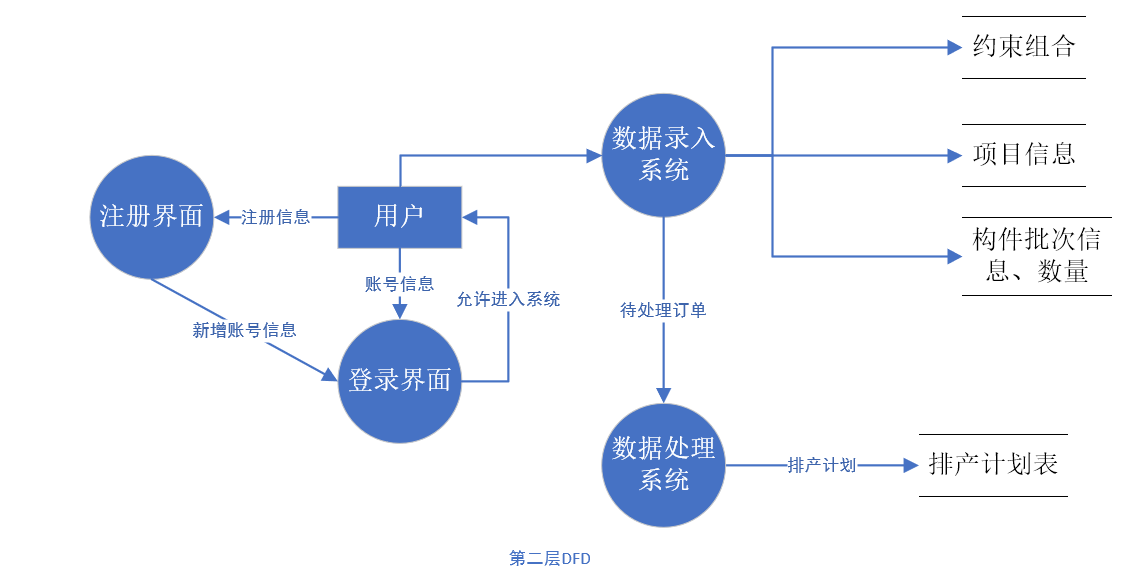 约束组合
数据录入
系统
项目信息
注册界面
注册信息
用户
构件批次信
息、数量
账号信息
允许进入系统
待处理订单
新增账号信息
登录界面
数据处理
系统
排产计划
排产计划表
第二层DFD